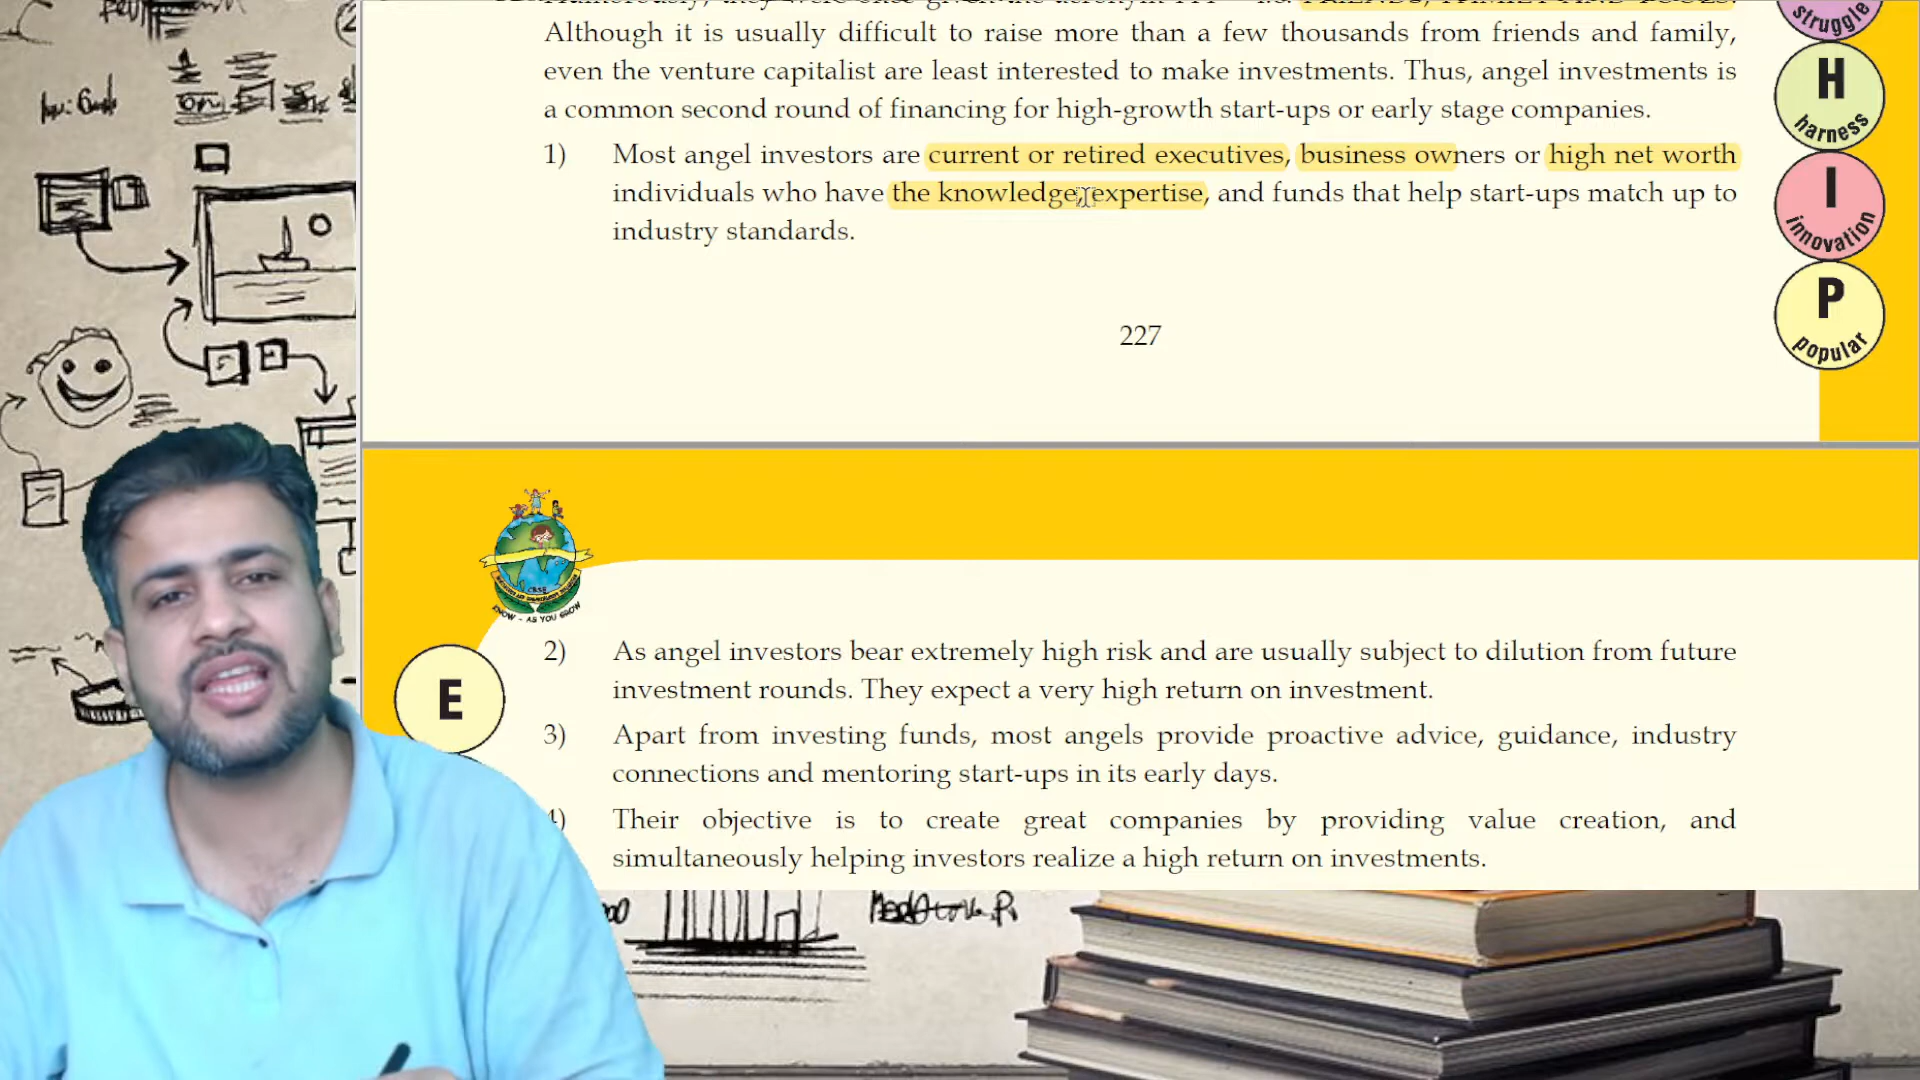 struggle
Although it is usually difficult to raise more than a few thousands from friends and family,
even the venture capitalist are least interested to make investments. Thus, angel investments is
a common second round of financing for high-growth start-ups or early stage companies.
H
harness
1) Most angel investors are current or retired executives, business owners or high net worth
individuals who have the knowledge, expertise, and funds that help start-ups match up to
industry standards.
I
innovation
227
P
popular
CBSE
KNOW - AS YOU GROW
2) As angel investors bear extremely high risk and are usually subject to dilution from future
investment rounds. They expect a very high return on investment.
E
3) Apart from investing funds, most angels provide proactive advice, guidance, industry
connections and mentoring start-ups in its early days.
4) Their objective is to create great companies by providing value creation, and
simultaneously helping investors realize a high return on investments.